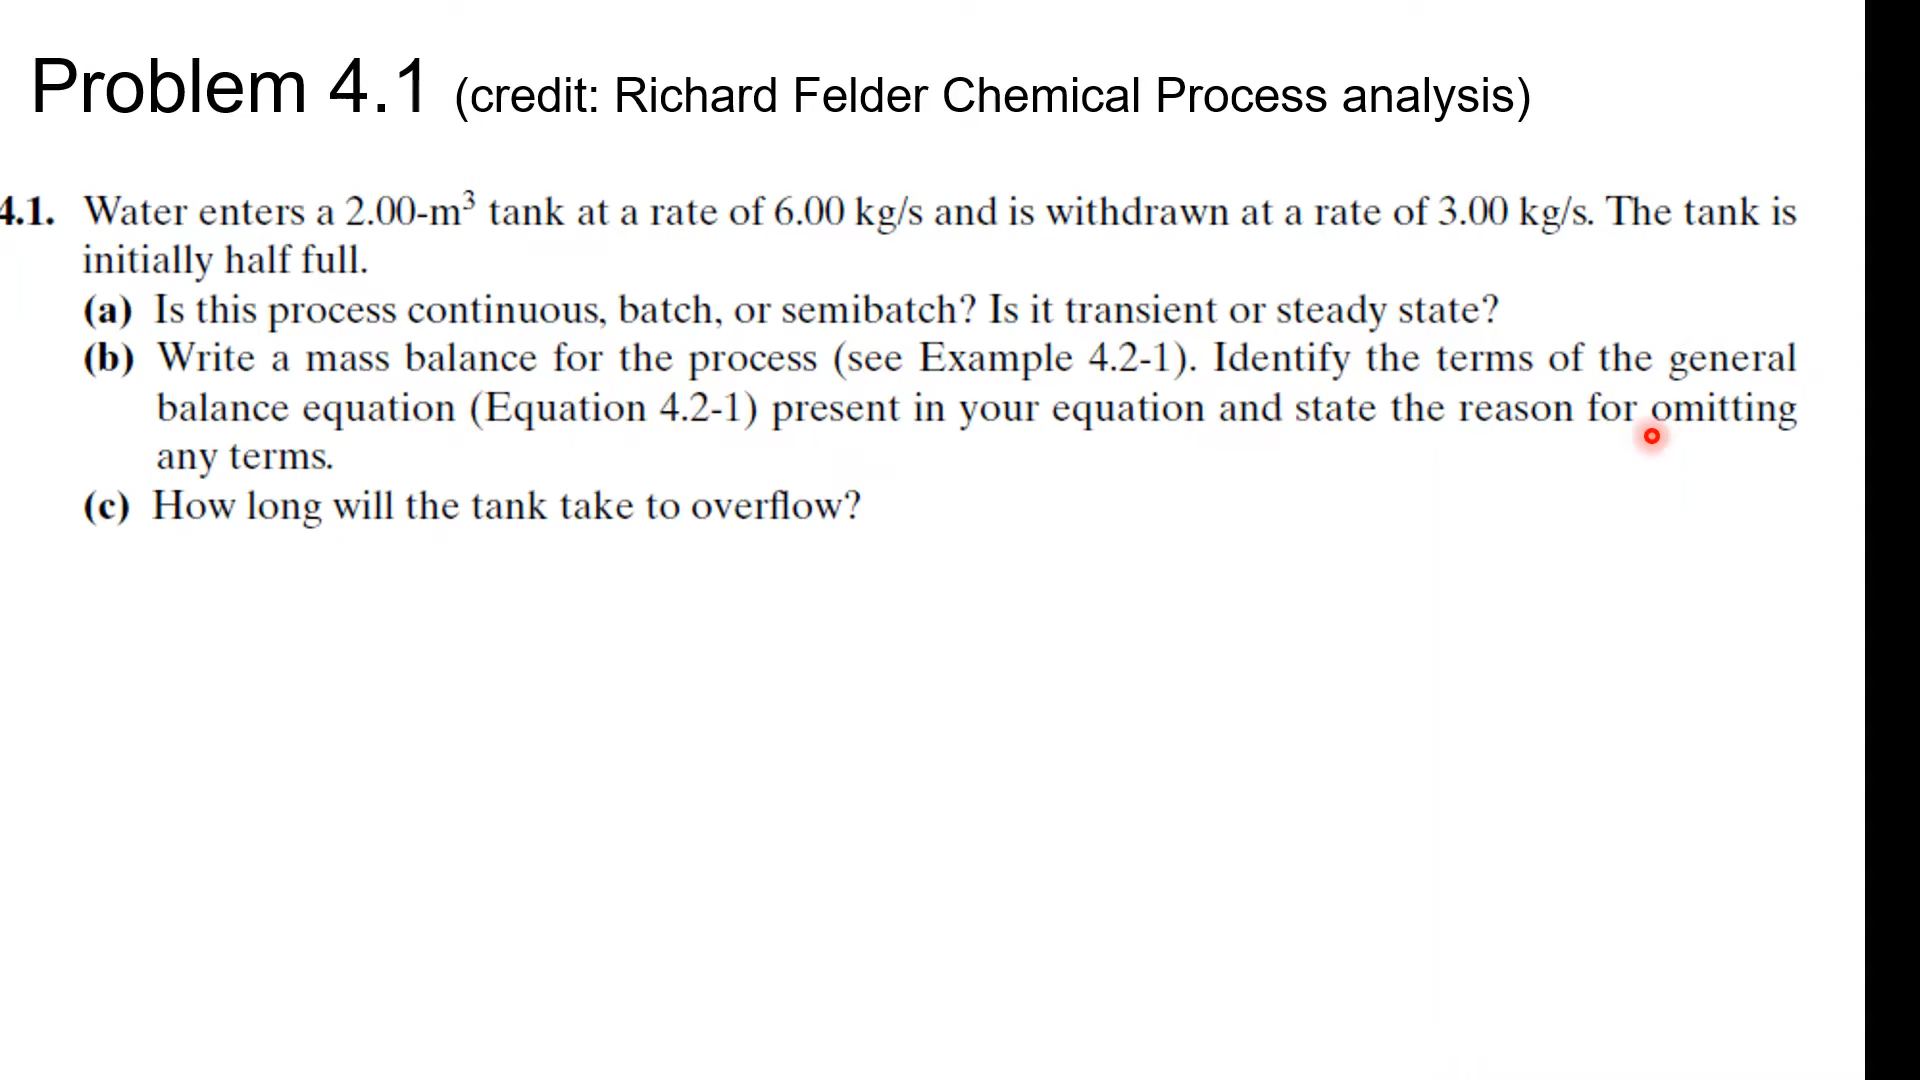 Problem 4.1 (credit: Richard Felder Chemical Process analysis)
4.1. Water enters a 2.00-m³ tank at a rate of 6.00 kg/s and is withdrawn at a rate of 3.00 kg/s. The tank is
initially half full.
(a) Is this process continuous, batch, or semibatch? Is it transient or steady state?
(b) Write a mass balance for the process (see Example 4.2-1). Identify the terms of the general
balance equation (Equation 4.2-1) present in your equation and state the reason for omitting
any terms.
(c) How long will the tank take to overflow?